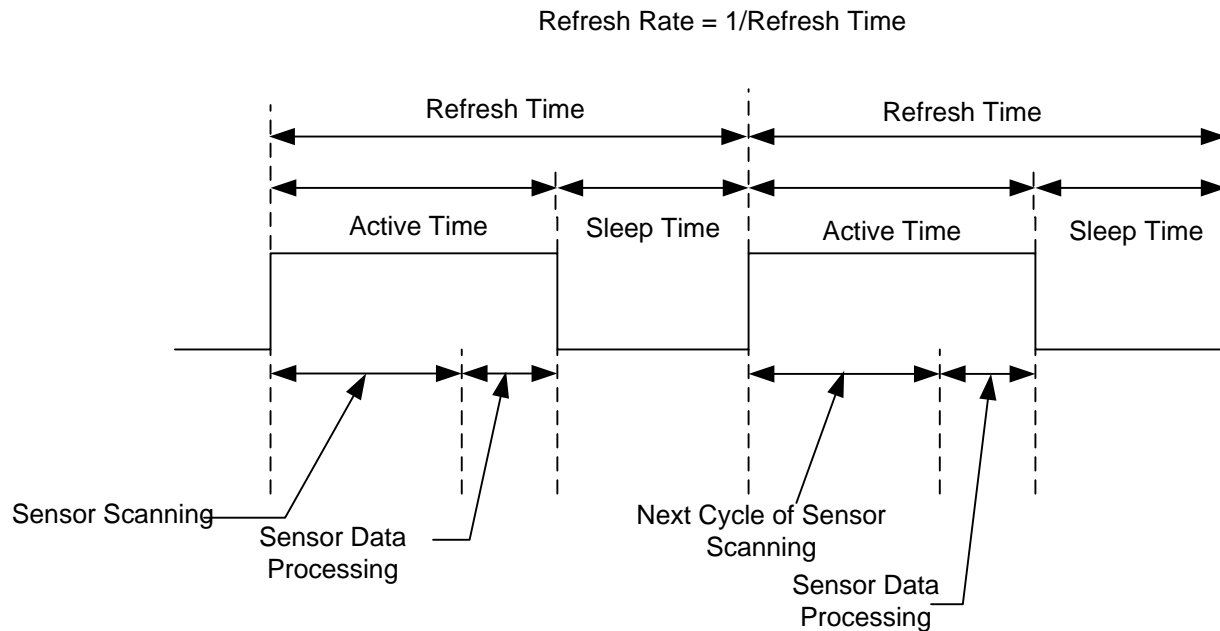 Refresh Rate = 1/Refresh Time
Refresh Time
Refresh Time
Active Time
Sleep Time
Active Time
Sleep Time
Sensor Scanning
Sensor Data
Processing
Next Cycle of Sensor
Scanning
Sensor Data
Processing